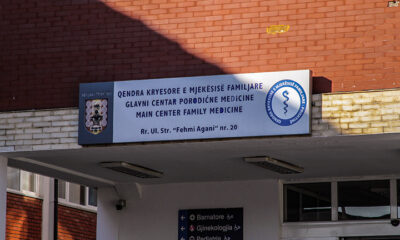 QENDRA KRYESORE E MJEKËSISË FAMILJARE
GLAVNI CENTAR PORODIČNE MEDICINE
MAIN CENTER FAMILY MEDICINE
Rr. Ul. Str. "Fehmi Agani" nr. 20
Barnatore
Gjinekologjia
Pediatria